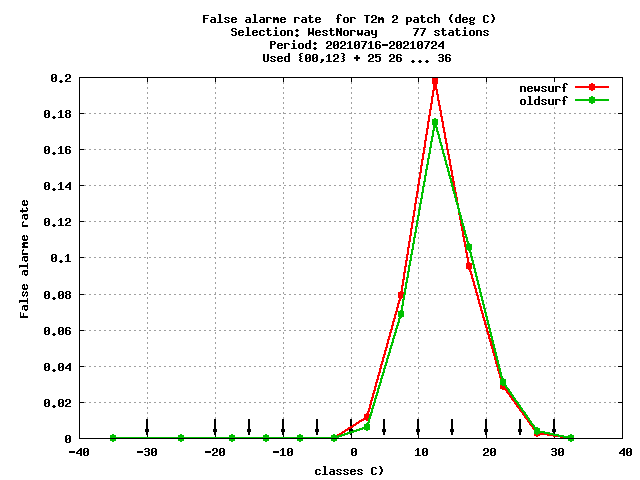 False alarme rate  for T2m 2 patch (deg C)
Selection: WestNorway     77 stations
Period: 20210716-20210724
Used {00,12} + 25 26 ... 36
newsurf
oldsurf
0.2
0.18
0.16
0.14
0.12
0.1
0.08
0.06
0.04
0.02
0
False alarme rate
-40 -30 -20 -10 0 10 20 30 40
classes C)